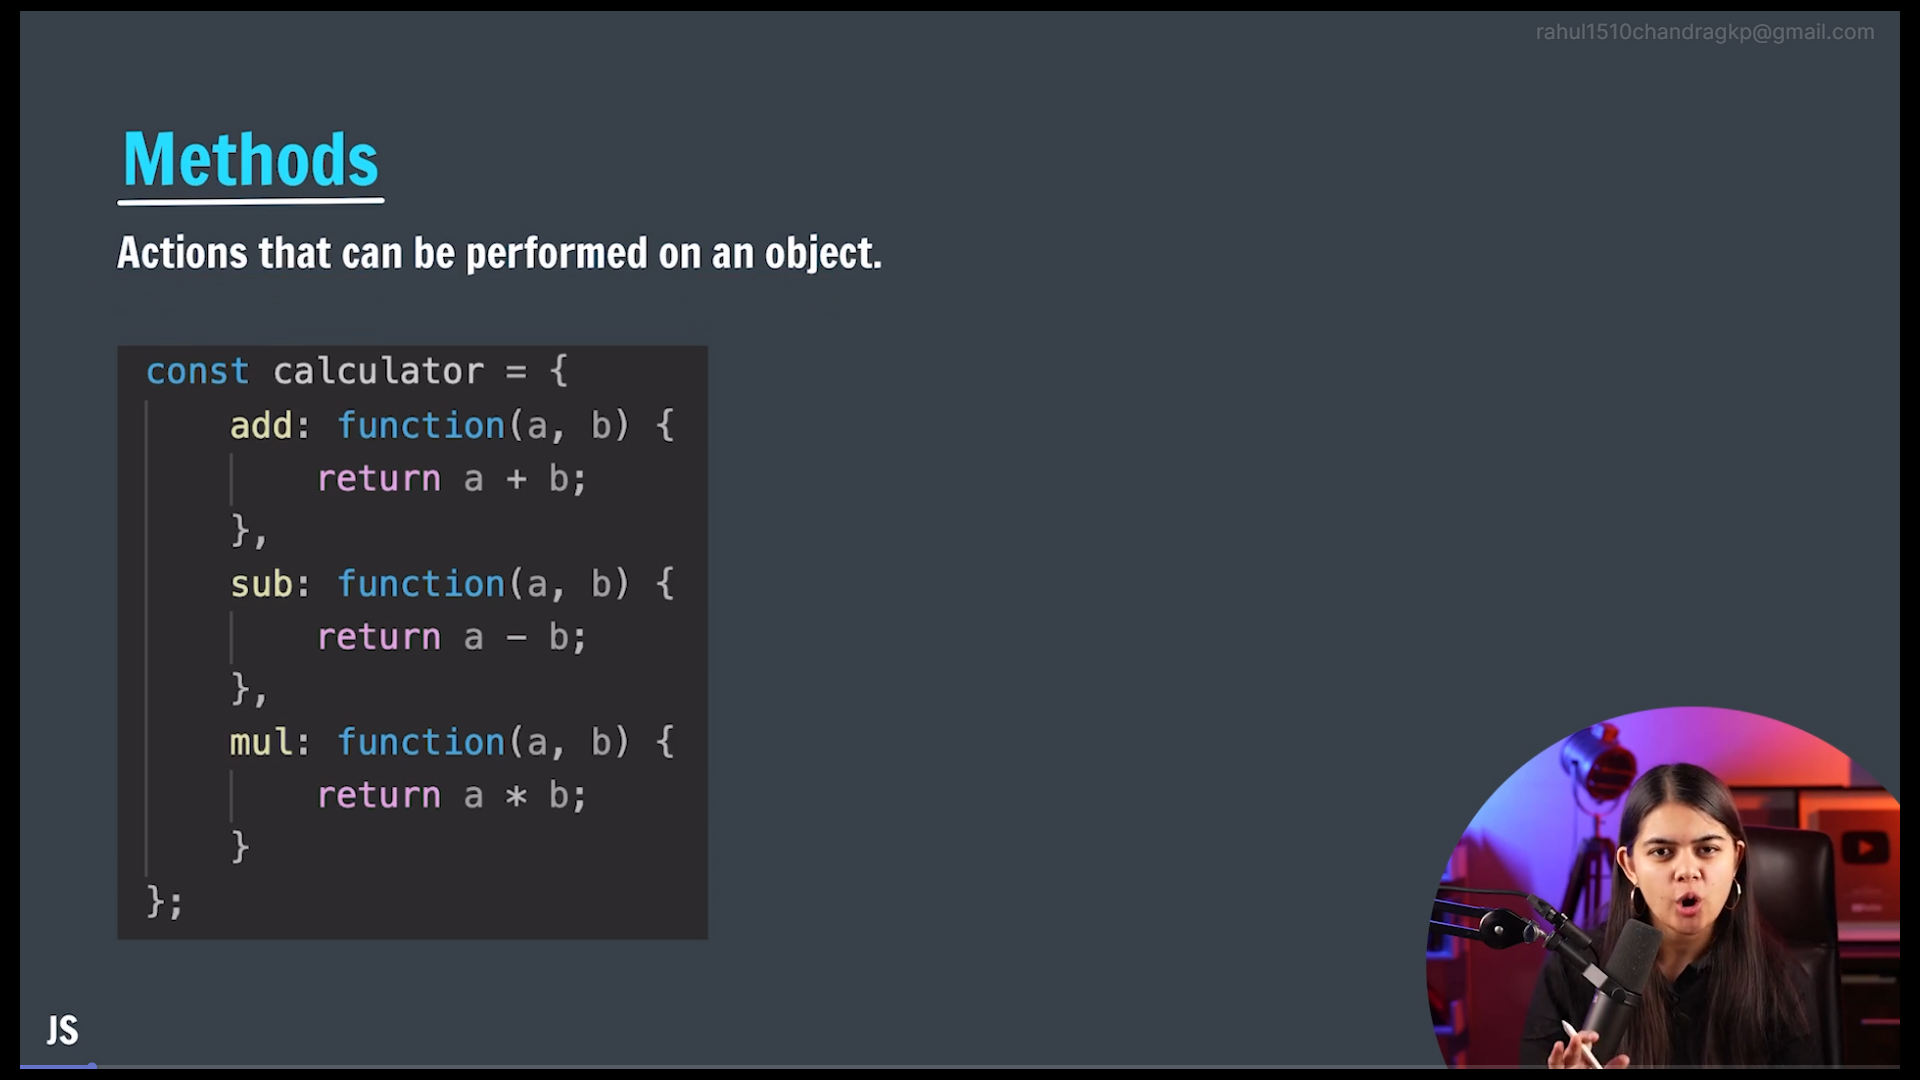 rahul1510chandragkp@gmail.com
Methods
Actions that can be performed on an object.
const calculator = {
    add: function(a, b) {
        return a + b;
    },
    sub: function(a, b) {
        return a - b;
    },
    mul: function(a, b) {
        return a * b;
    }
};
JS